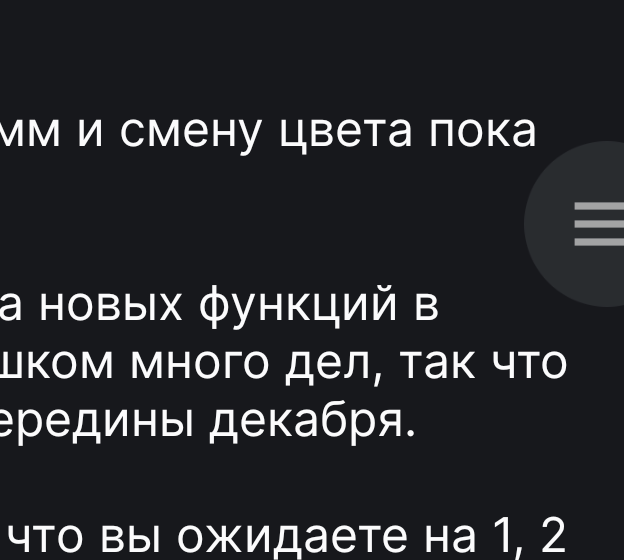 мм и смену цвета пока
а новых функций в
шком много дел, так что
ередины декабря.
что вы ожидаете на 1, 2